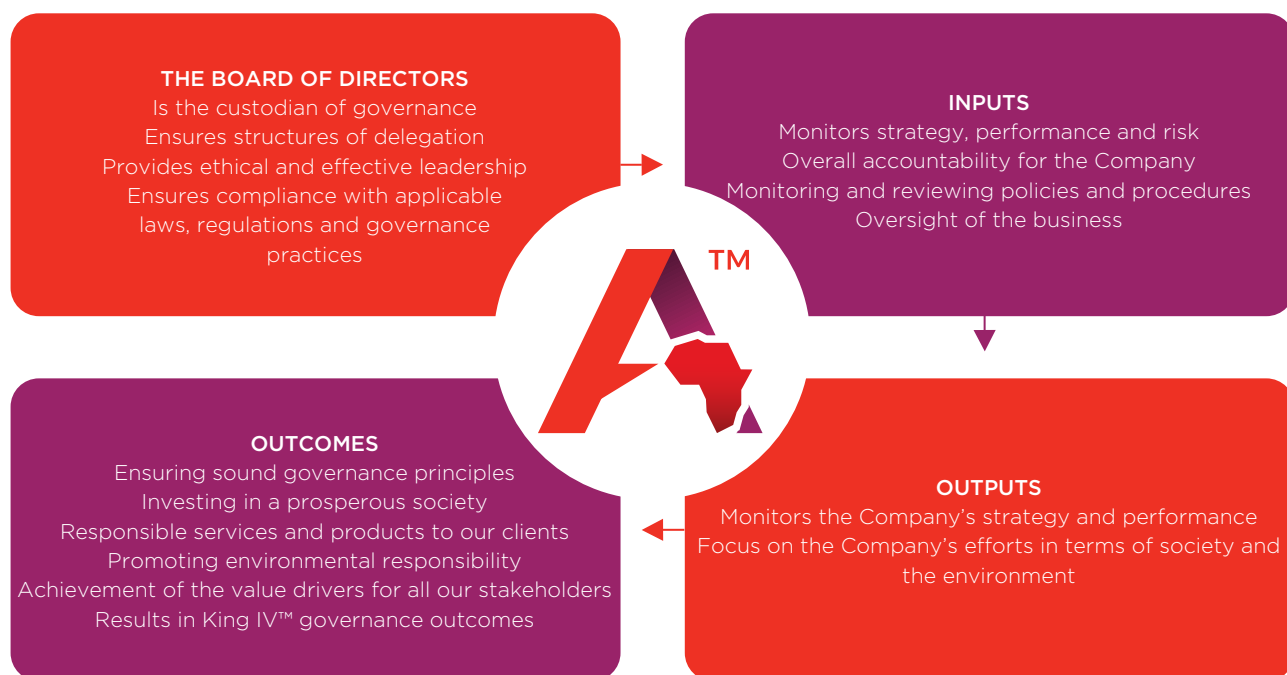 THE BOARD OF DIRECTORS
Is the custodian of governance
Ensures structures of delegation
Provides ethical and effective leadership
Ensures compliance with applicable
laws, regulations and governance
practices
INPUTS
Monitors strategy, performance and risk
Overall accountability for the Company
Monitoring and reviewing policies and procedures
Oversight of the business
TM
OUTCOMES
Ensuring sound governance principles
Investing in a prosperous society
Responsible services and products to our clients
Promoting environmental responsibility
Achievement of the value drivers for all our stakeholders
Results in King IV™ governance outcomes
OUTPUTS
Monitors the Company’s strategy and performance
Focus on the Company’s efforts in terms of society and
the environment